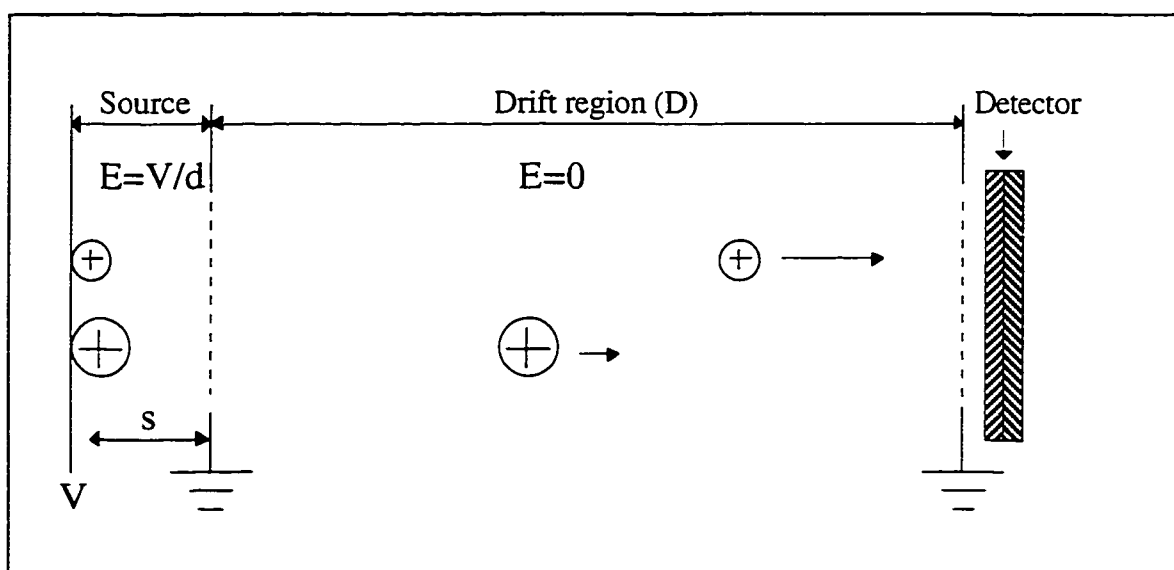 Source Drift region (D) Detector
E=V/d E=0
+ +
+ +
s
V